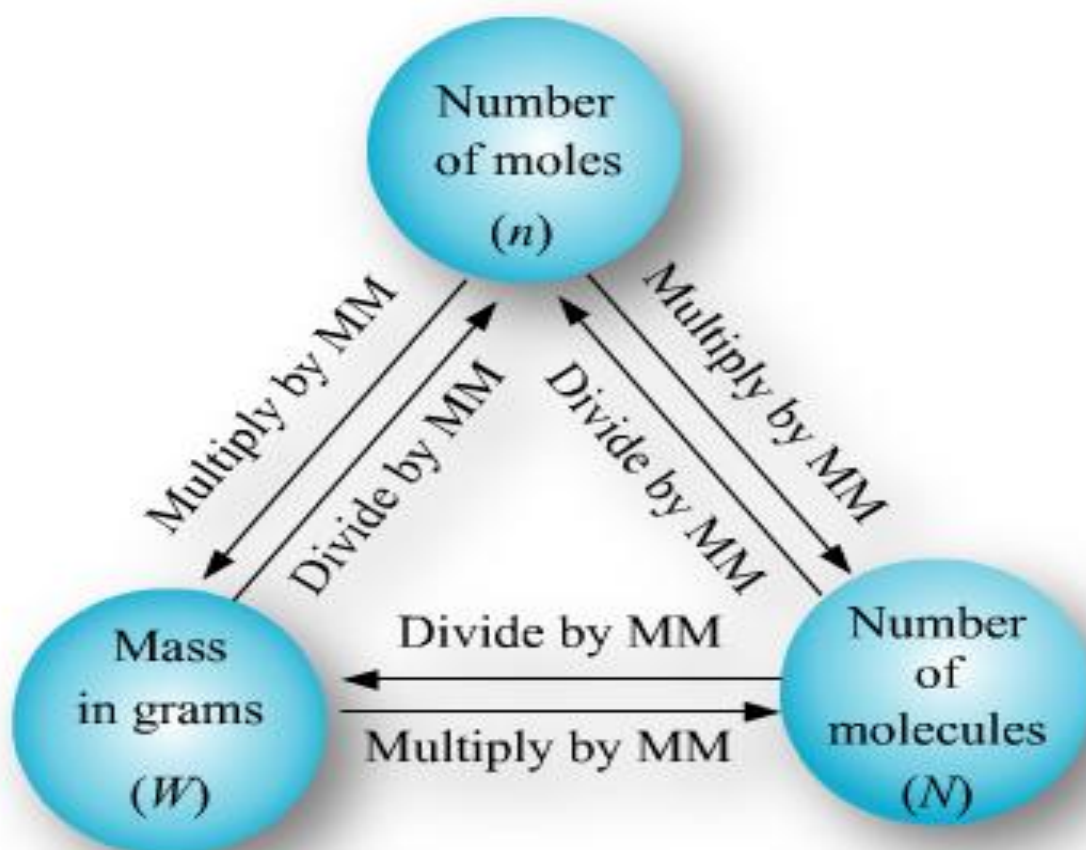 Number
of moles
(n)
Multiply by MM
Divide by MM
Divide by MM
Multiply by MM
Mass
in grams
(W)
Divide by MM
Multiply by MM
Number
of
molecules
(N)